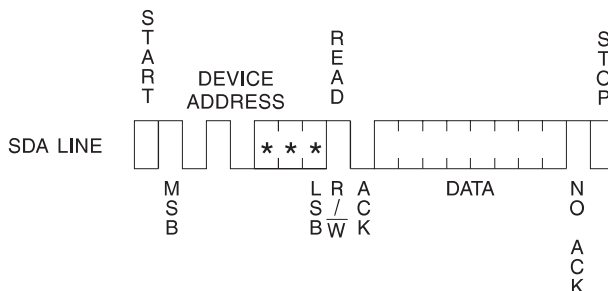 START
READ
STOP
DEVICE
ADDRESS
SDA LINE
* * *
MSB
LSB
R/W
ACK
DATA
NO ACK